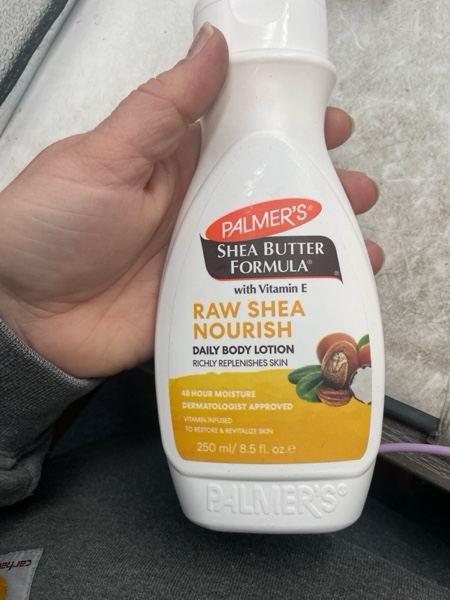 PALMER'S®
SHEA BUTTER
FORMULA®
with Vitamin E
RAW SHEA
NOURISH
DAILY BODY LOTION
RICHLY REPLENISHES SKIN
48 HOUR MOISTURE
DERMATOLOGIST APPROVED
VITAMIN INFUSED
TO RESTORE & REVITALIZE SKIN
250 ml/ 8.5 fl. oz.℮
PALMER'S®
carha